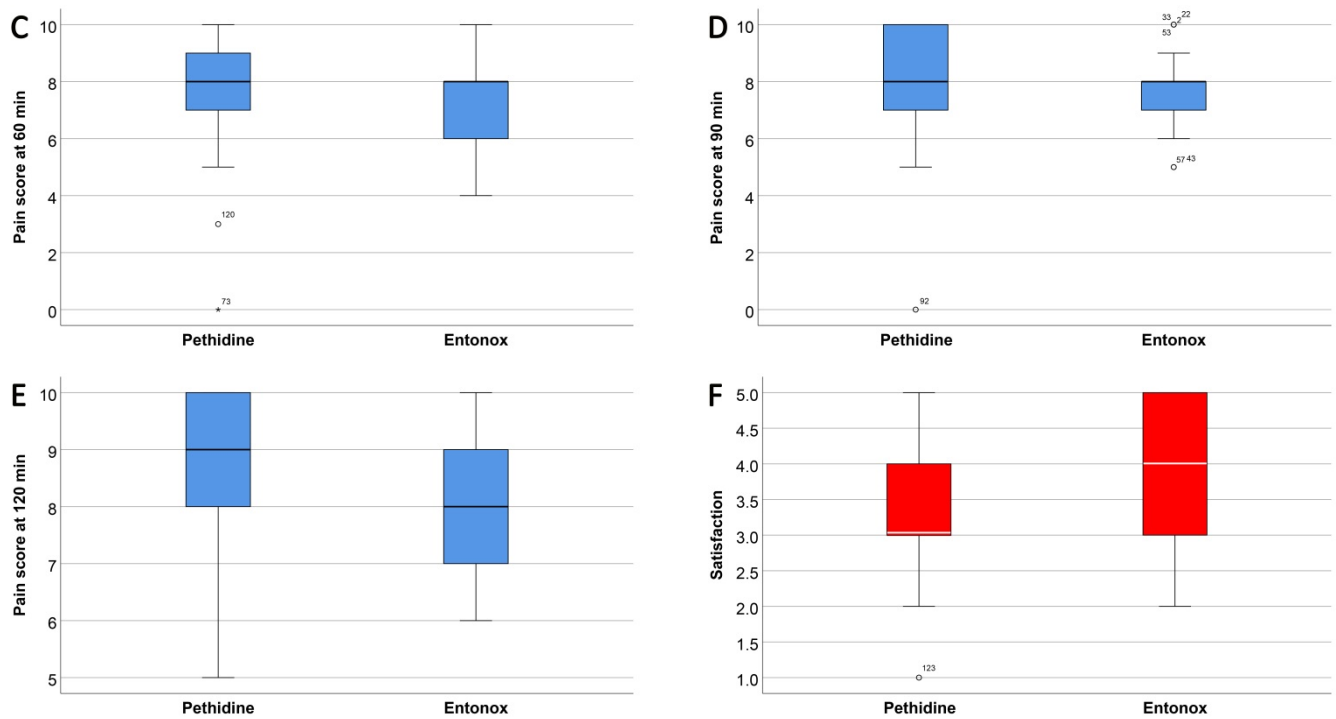 C
Pain score at 60 min
10
8
6
4
2
0
120
73
Pethidine Entonox
D
Pain score at 90 min
10
8
6
4
2
0
92
33 2 22
53
57 43
Pethidine Entonox
E
Pain score at 120 min
10
9
8
7
6
5
Pethidine Entonox
F
Satisfaction
5.0
4.5
4.0
3.5
3.0
2.5
2.0
1.5
1.0
123
Pethidine Entonox